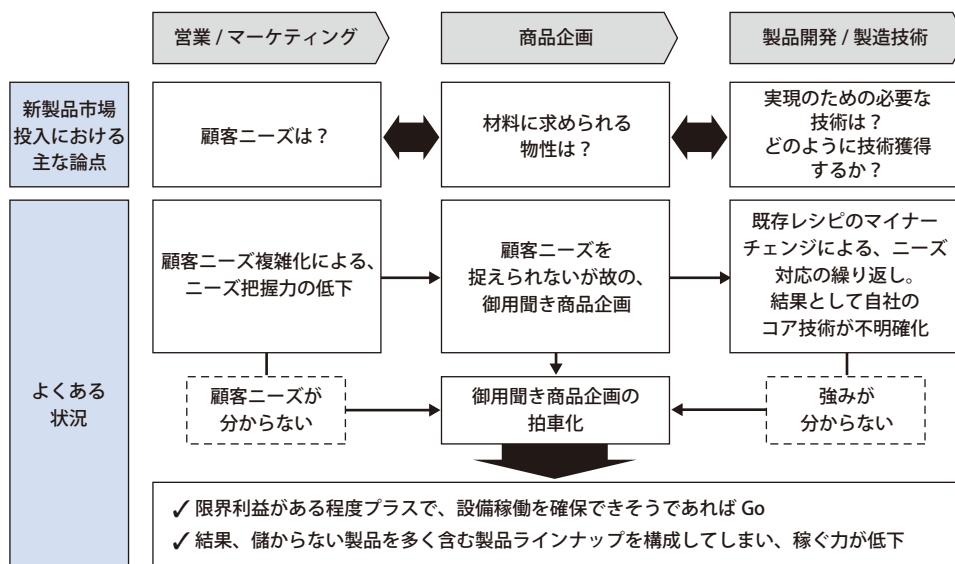 営業 / マーケティング
商品企画
製品開発 / 製造技術
新製品市場
投入における
主な論点
顧客ニーズは？
材料に求められる
物性は？
実現のための必要な
技術は？
どのように技術獲得
するか？
よくある
状況
顧客ニーズ複雑化による、
ニーズ把握力の低下
顧客ニーズを
捉えられないが故の、
御用聞き商品企画
既存レシピのマイナー
チェンジによる、ニーズ
対応の繰り返し。
結果として自社の
コア技術が不明確化
顧客ニーズが
分からない
御用聞き商品企画の
拍車化
強みが
分からない
✓ 限界利益がある程度プラスで、設備稼働を確保できそうであれば Go
✓ 結果、儲からない製品を多く含む製品ラインナップを構成してしまい、稼ぐ力が低下